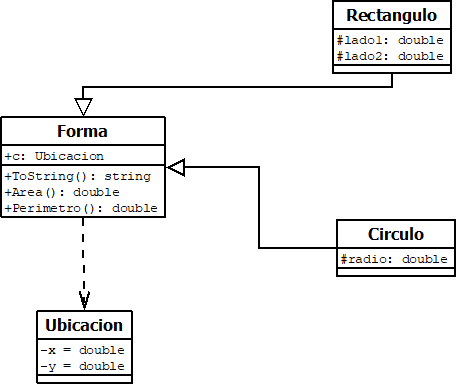 Rectangulo
#lado1: double
#lado2: double
Forma
+c: Ubicacion
+ToString(): string
+Area(): double
+Perimetro(): double
Circulo
#radio: double
Ubicacion
-x = double
-y = double